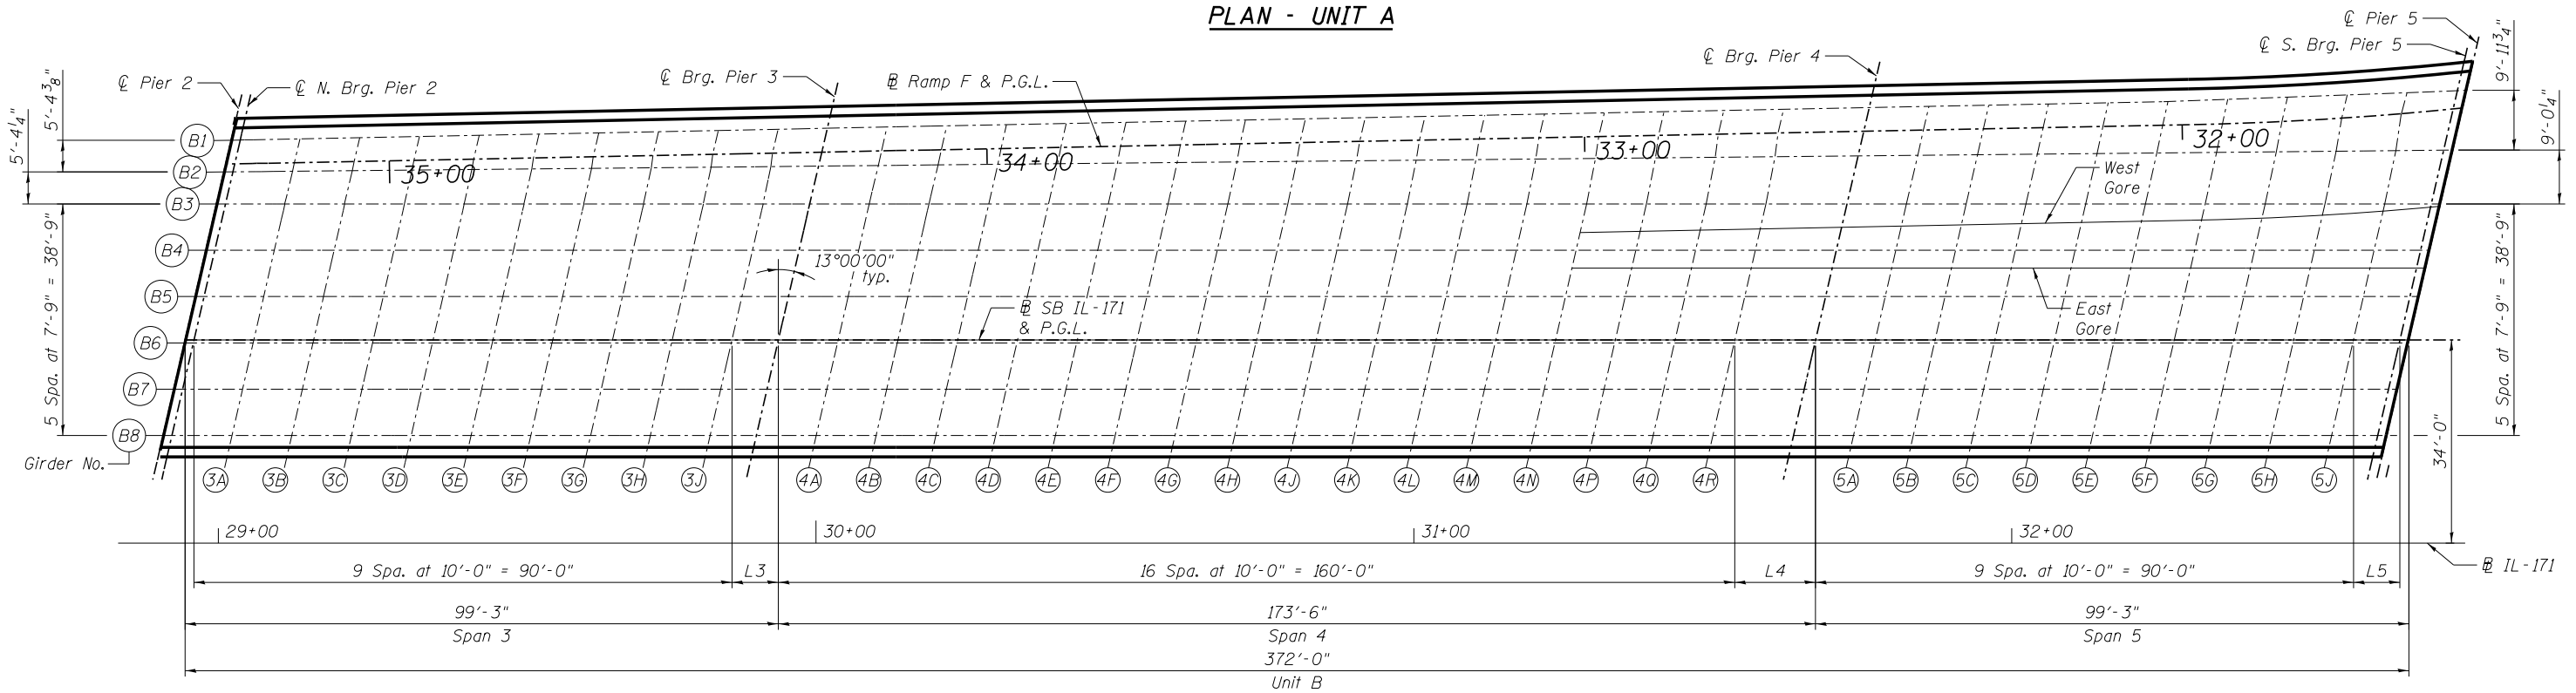 PLAN - UNIT A
℄ Pier 2
℄ N. Brg. Pier 2
℄ Brg. Pier 3
℔ Ramp F & P.G.L.
℄ Brg. Pier 4
℄ Pier 5
℄ S. Brg. Pier 5
5'-4 1/4"
5'-4 3/8"
9'-11 3/4"
9'-0 1/4"
B1
B2
B3
B4
B5
B6
B7
B8
Girder No.
5 Spa. at 7'-9" = 38'-9"
35+00
34+00
33+00
32+00
West
Gore
East
Gore
13°00'00"
typ.
℔ SB IL-171
& P.G.L.
5 Spa. at 7'-9" = 38'-9"
34'-0"
3A 3B 3C 3D 3E 3F 3G 3H 3J 4A 4B 4C 4D 4E 4F 4G 4H 4J 4K 4L 4M 4N 4P 4Q 4R 5A 5B 5C 5D 5E 5F 5G 5H 5J
29+00 30+00 31+00 32+00
℔ IL-171
9 Spa. at 10'-0" = 90'-0" L3 16 Spa. at 10'-0" = 160'-0" L4 9 Spa. at 10'-0" = 90'-0" L5
99'-3" 173'-6" 99'-3"
Span 3 Span 4 Span 5
372'-0"
Unit B